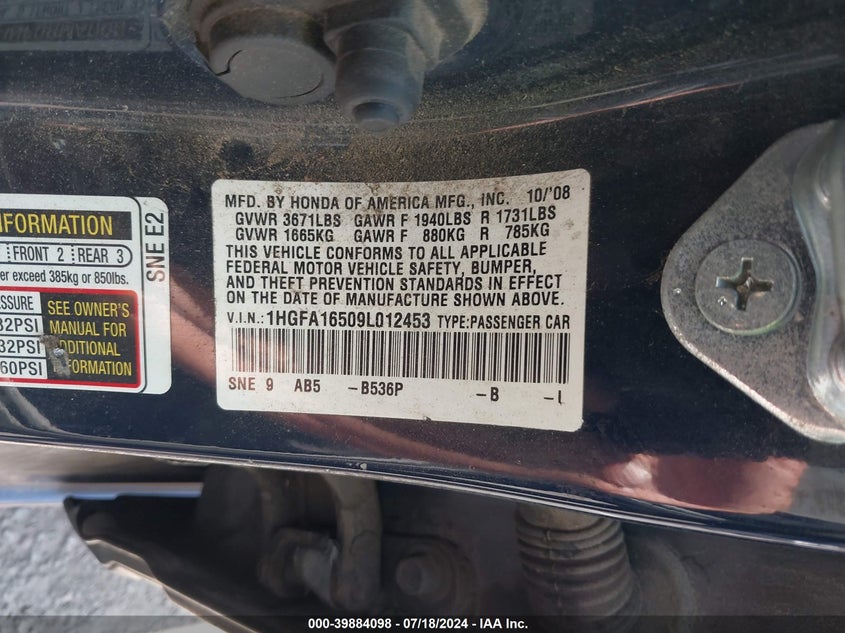 INFORMATION
FRONT 2 REAR 3
exceed 385kg or 850lbs.
SEE OWNER'S
32PSI MANUAL FOR
32PSI ADDITIONAL
60PSI INFORMATION
SNE E2
MFD. BY HONDA OF AMERICA MFG., INC. 10/'08
GVWR 3671LBS GAWR F 1940LBS R 1731LBS
GVWR 1665KG GAWR F 880KG R 785KG
THIS VEHICLE CONFORMS TO ALL APPLICABLE
FEDERAL MOTOR VEHICLE SAFETY, BUMPER,
AND THEFT PREVENTION STANDARDS IN EFFECT
ON THE DATE OF MANUFACTURE SHOWN ABOVE.
V.I.N.: 1HGFA16509L012453 TYPE:PASSENGER CAR
SNE 9 AB5 -B536P -B -L
000-39884098 - 07/18/2024 - IAA Inc.